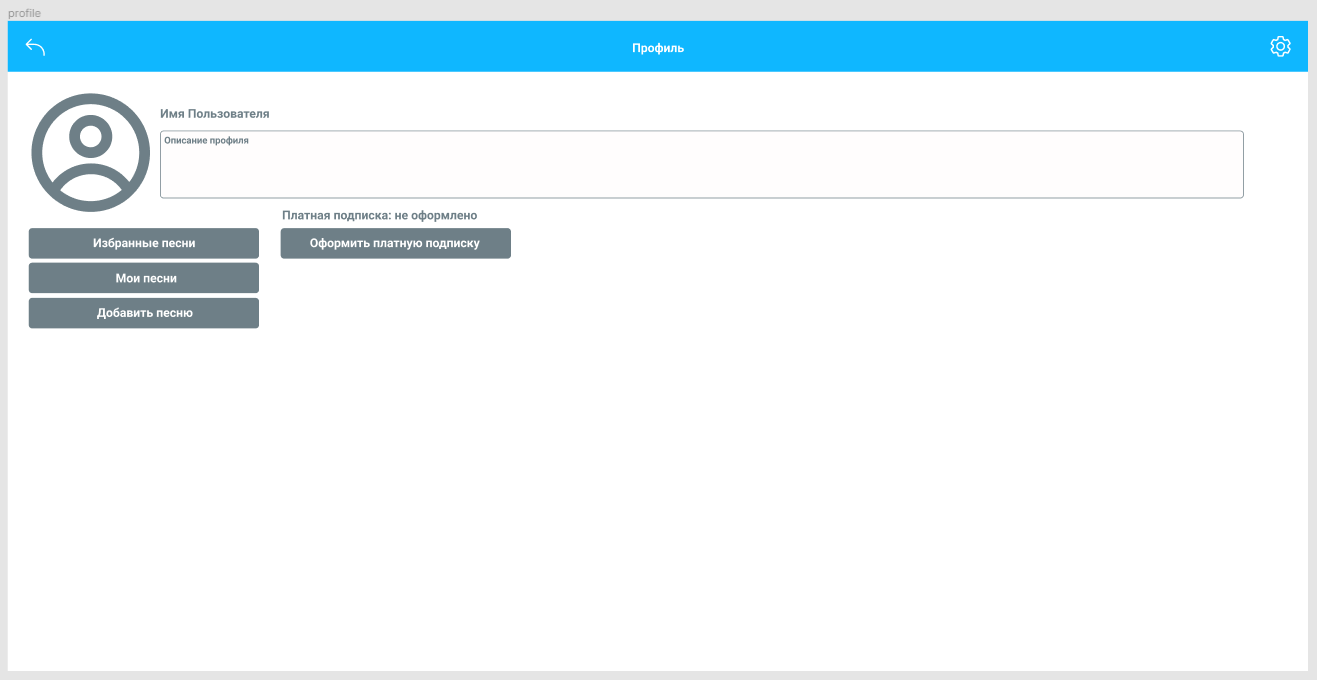 profile
Профиль
Имя Пользователя
Описание профиля
Платная подписка: не оформлено
Избранные песни
Оформить платную подписку
Мои песни
Добавить песню